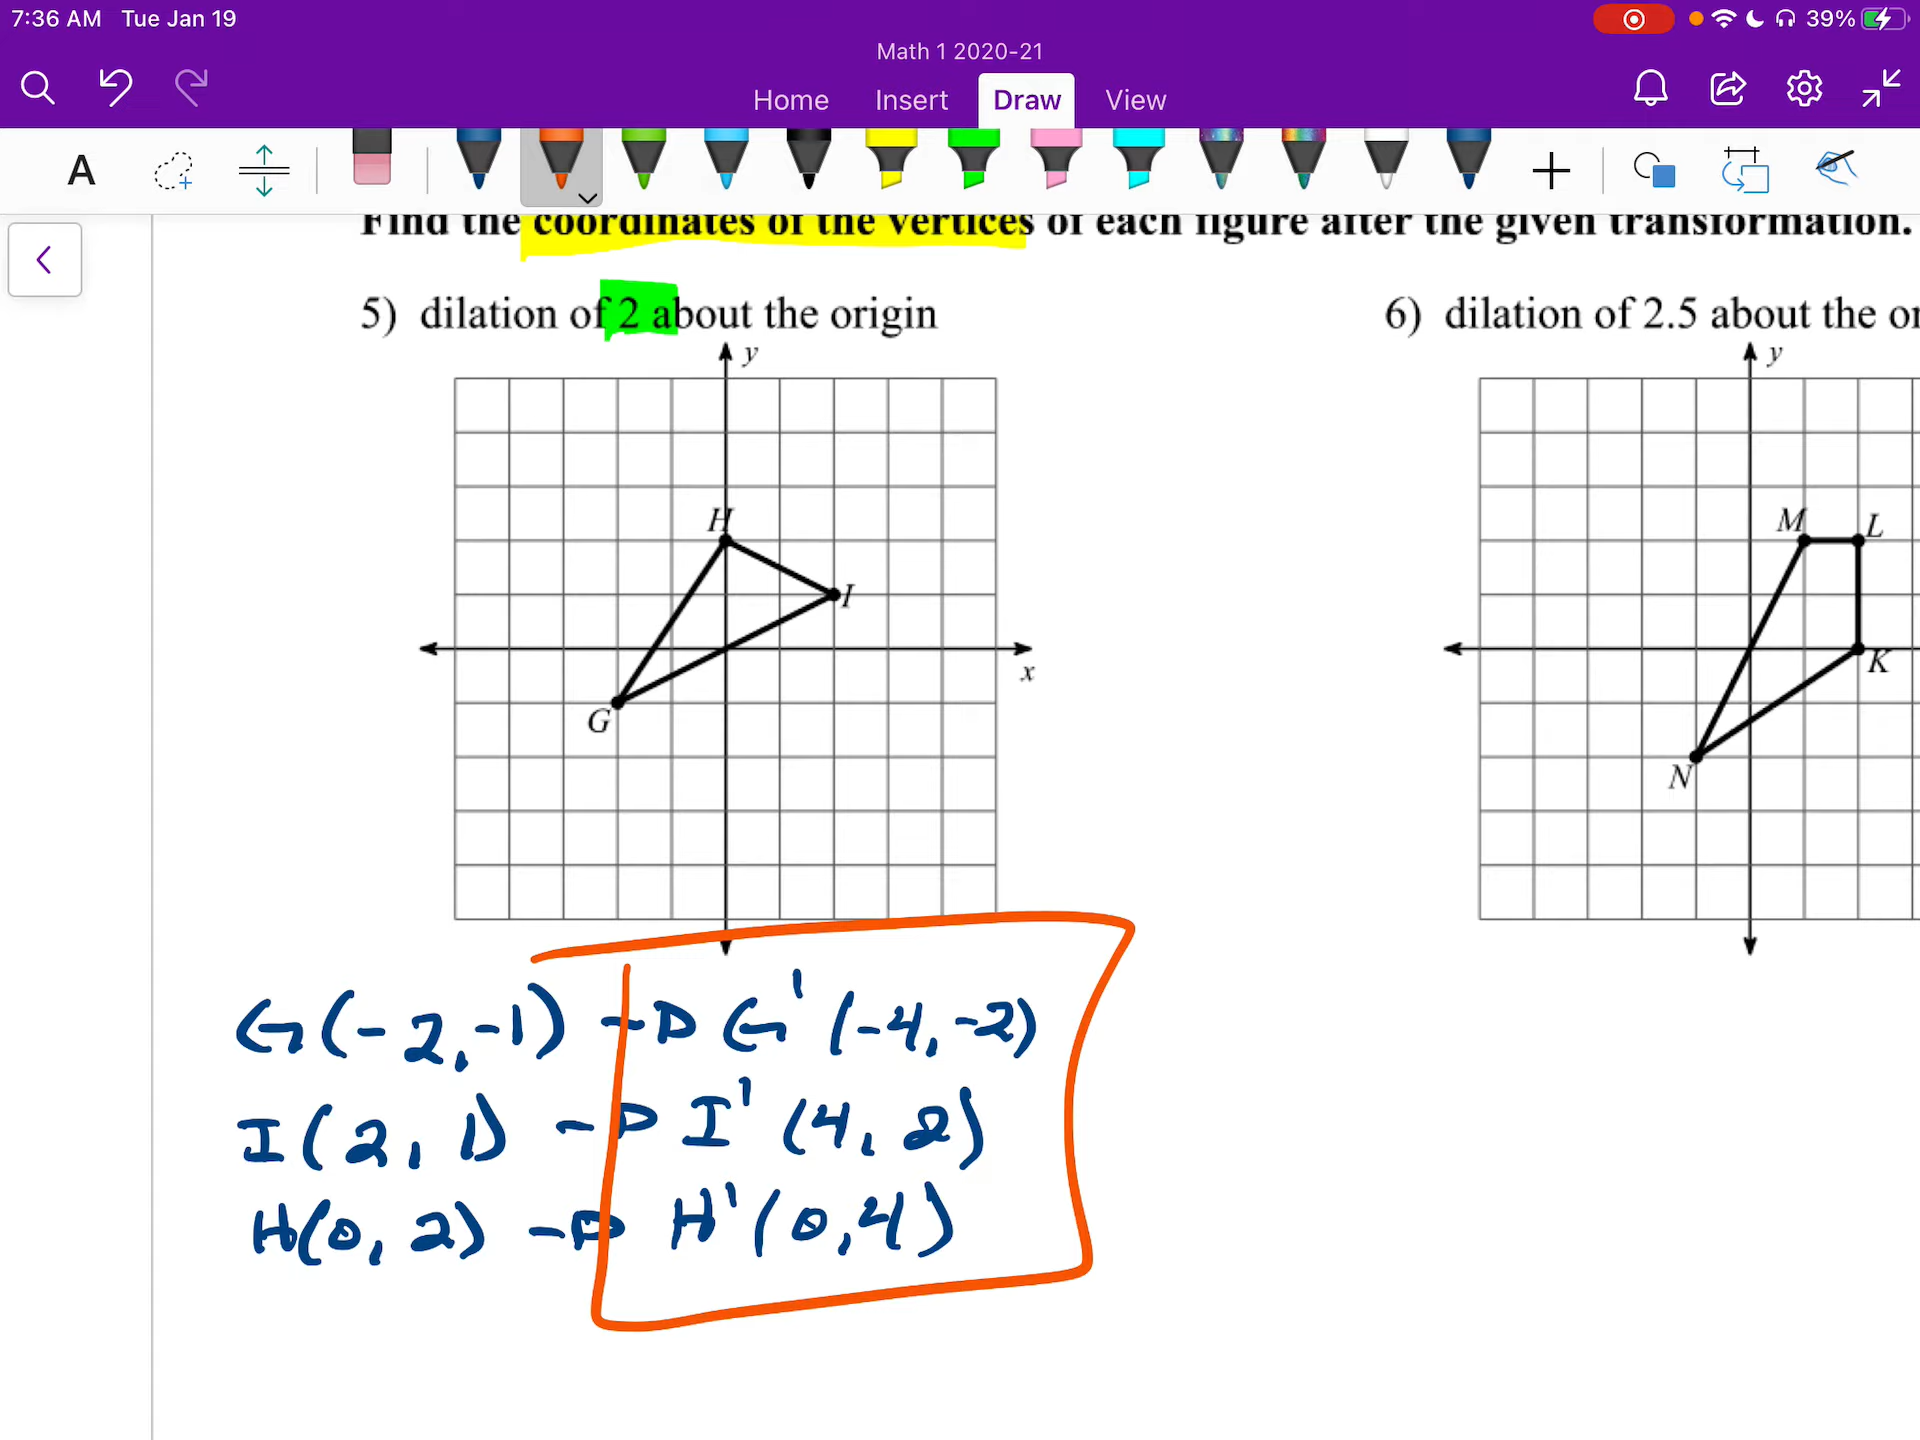 7:36 AM Tue Jan 19
39%
Math 1 2020-21
Home Insert Draw View
A
Find the coordinates of the vertices of each figure after the given transformation.
5) dilation of 2 about the origin
6) dilation of 2.5 about the or
y
H
I
G
x
y
M
L
K
N
G(-2,-1) → G'(-4,-2)
I(2,1) → I'(4,2)
H(0,2) → H'(0,4)